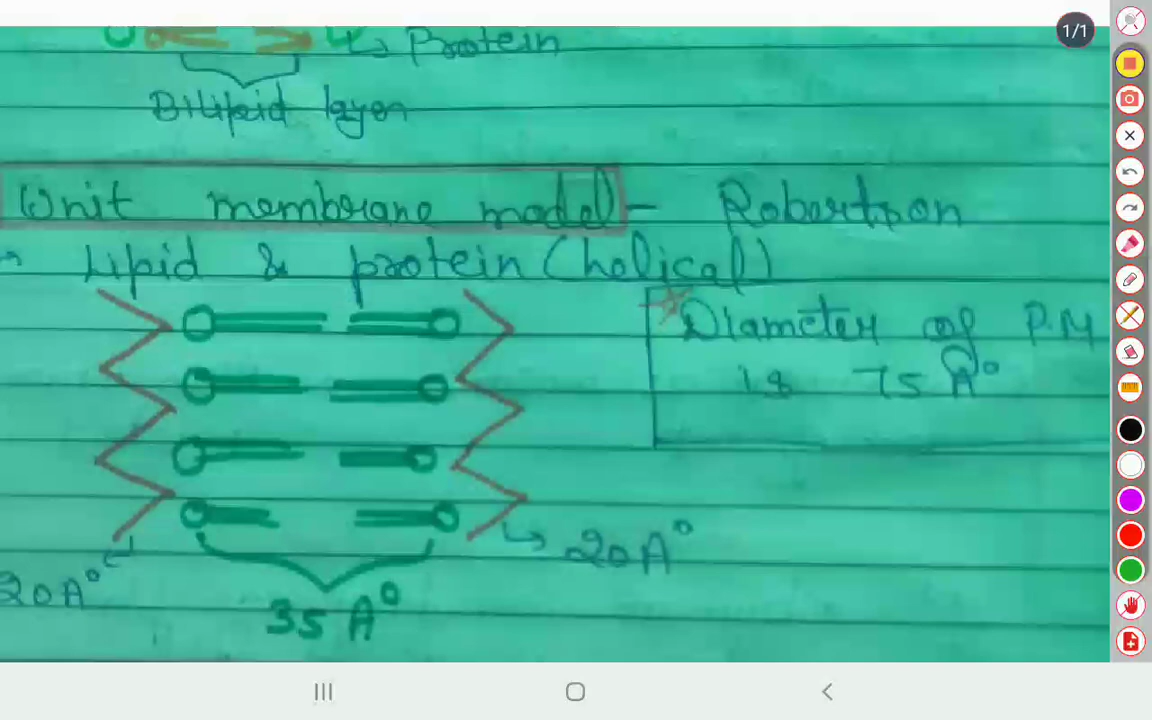 1/1
Protein
Bilipid layer
Unit membrane model - Robertson
Lipid & protein (helical)
Diameter of P.M
is 75 A°
20A°
20A°
35 A°